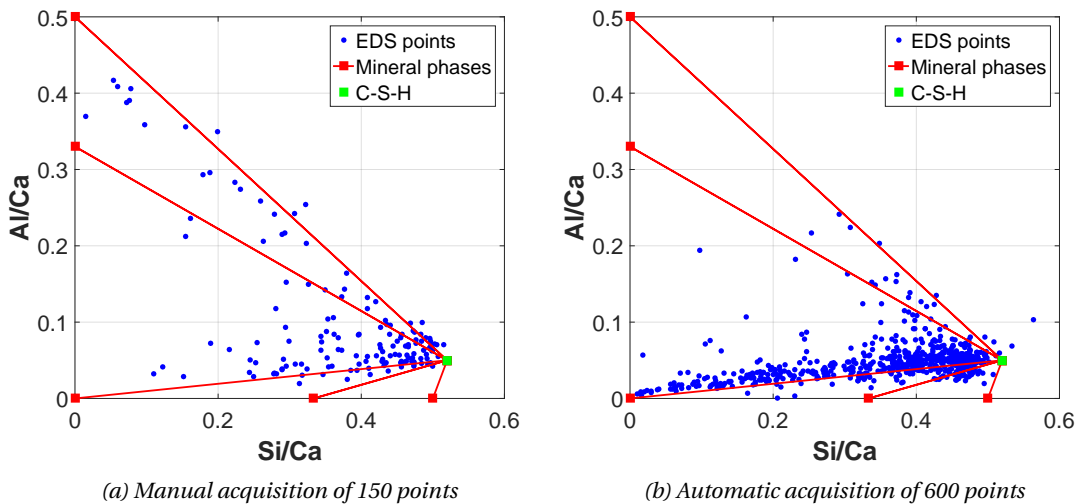 0.5
0.4
0.3
0.2
0.1
0
Al/Ca
0 0.2 0.4 0.6
Si/Ca
EDS points
Mineral phases
C-S-H
(a) Manual acquisition of 150 points
0.5
0.4
0.3
0.2
0.1
0
Al/Ca
0 0.2 0.4 0.6
Si/Ca
EDS points
Mineral phases
C-S-H
(b) Automatic acquisition of 600 points